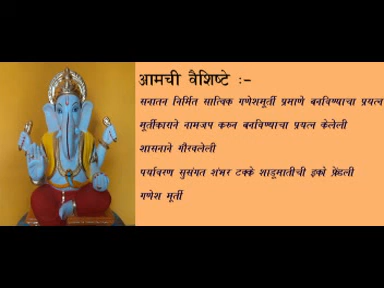 आमची वैशिष्टे :-
सनातन निर्मित सात्विक गणेशमूर्ती प्रमाणे बनविण्याचा प्रयत्न
मूर्तीकायने नामजप करुन बनविण्याचा प्रयत्न केलेली
शासनाने गौरवलेली
पर्यावरण सुसंगत शंभर टक्के शाडूमातीची इको फ्रेंडली
गणेश मूर्ती